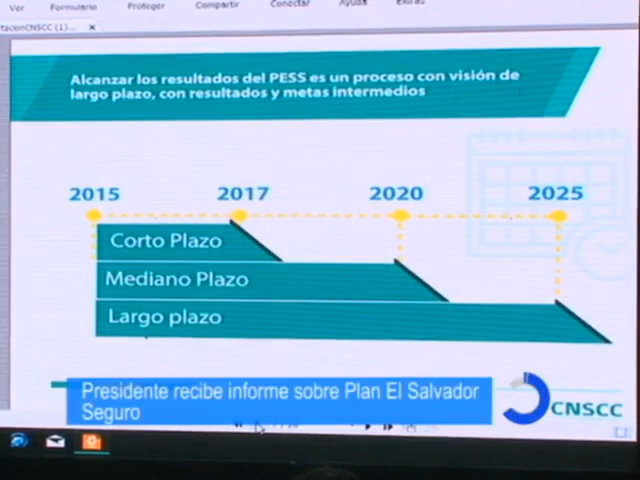 Ver Formulario Proteger Compartir Conectar Ayuda Extras
tacionCNSCC (1)... ×
Alcanzar los resultados del PESS es un proceso con visión de
largo plazo, con resultados y metas intermedios
2015 2017 2020 2025
Corto Plazo
Mediano Plazo
Largo plazo
Presidente recibe informe sobre Plan El Salvador
Seguro
CNSCC